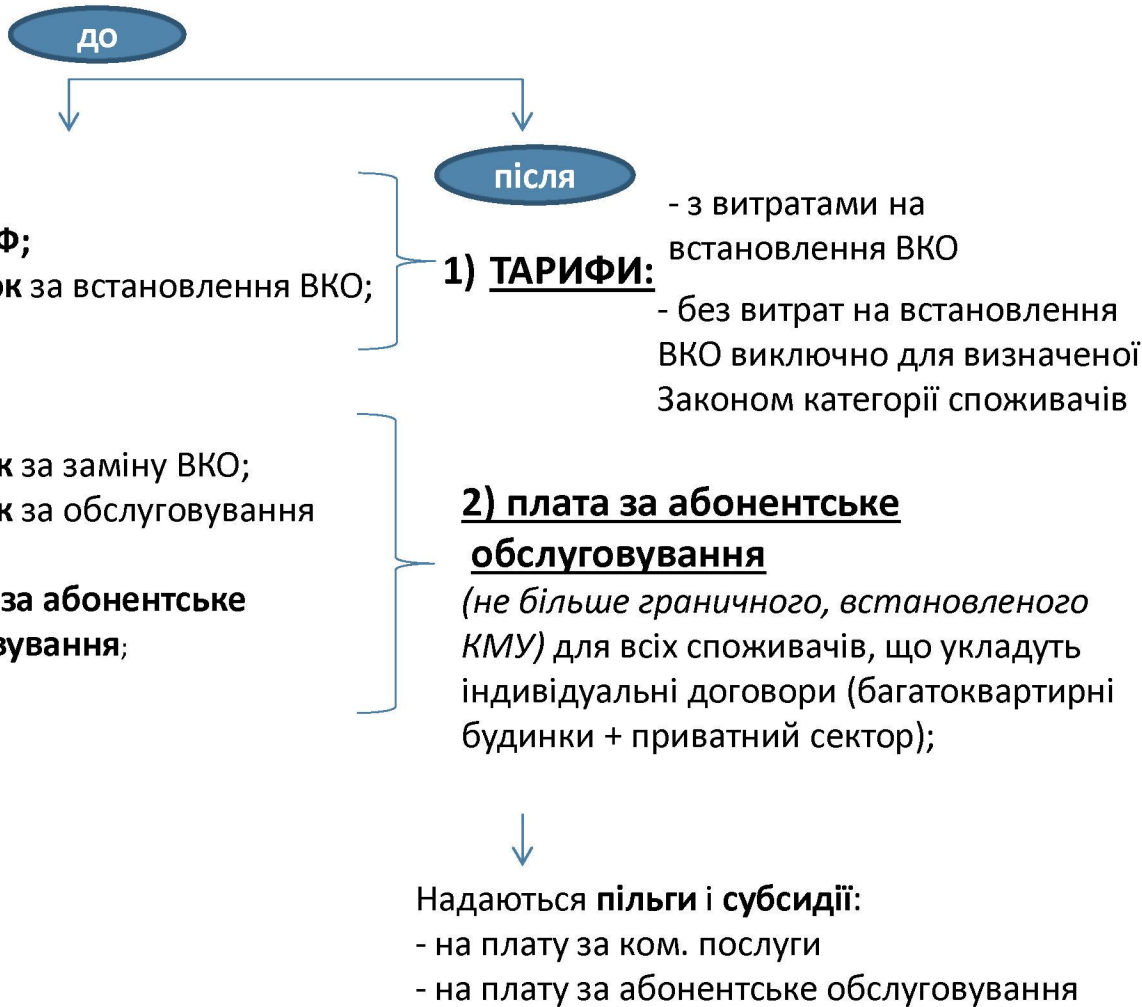 до
Ф;
ок за встановлення ВКО;
к за заміну ВКО;
к за обслуговування
за абонентське
вування;
після
1) ТАРИФИ:
- з витратами на
встановлення ВКО
- без витрат на встановлення
ВКО виключно для визначеної
Законом категорії споживачів
2) плата за абонентське
обслуговування
(не більше граничного, встановленого
КМУ) для всіх споживачів, що укладуть
індивідуальні договори (багатоквартирні
будинки + приватний сектор);
Надаються пільги і субсидії:
- на плату за ком. послуги
- на плату за абонентське обслуговування